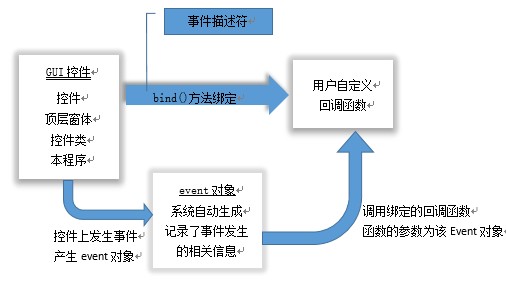 事件描述符
GUI 控件
控件
顶层窗体
控件类
本程序
bind()方法绑定
用户自定义
回调函数
event 对象
系统自动生成
记录了事件发生
的相关信息
控件上发生事件
产生 event 对象
调用绑定的回调函数
函数的参数为该 Event 对象